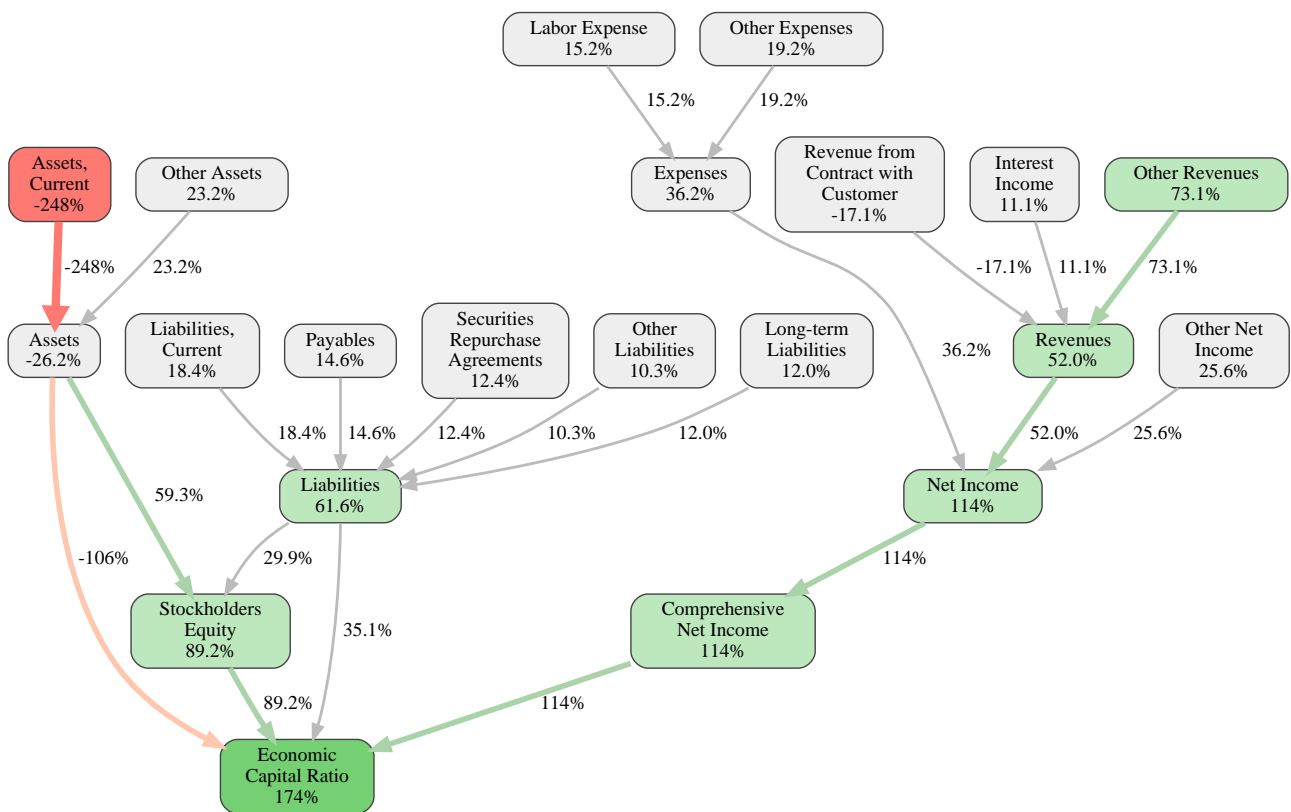 Labor Expense
15.2%
Other Expenses
19.2%
15.2%
19.2%
Assets,
Current
-248%
Other Assets
23.2%
Expenses
36.2%
Revenue from
Contract with
Customer
-17.1%
Interest
Income
11.1%
Other Revenues
73.1%
-248%
23.2%
-17.1%
11.1%
73.1%
Assets
-26.2%
Liabilities,
Current
18.4%
Payables
14.6%
Securities
Repurchase
Agreements
12.4%
Other
Liabilities
10.3%
Long-term
Liabilities
12.0%
36.2%
Revenues
52.0%
Other Net
Income
25.6%
18.4%
14.6%
12.4%
10.3%
12.0%
52.0%
25.6%
59.3%
Liabilities
61.6%
Net Income
114%
-106%
29.9%
114%
Stockholders
Equity
89.2%
35.1%
Comprehensive
Net Income
114%
89.2%
114%
Economic
Capital Ratio
174%